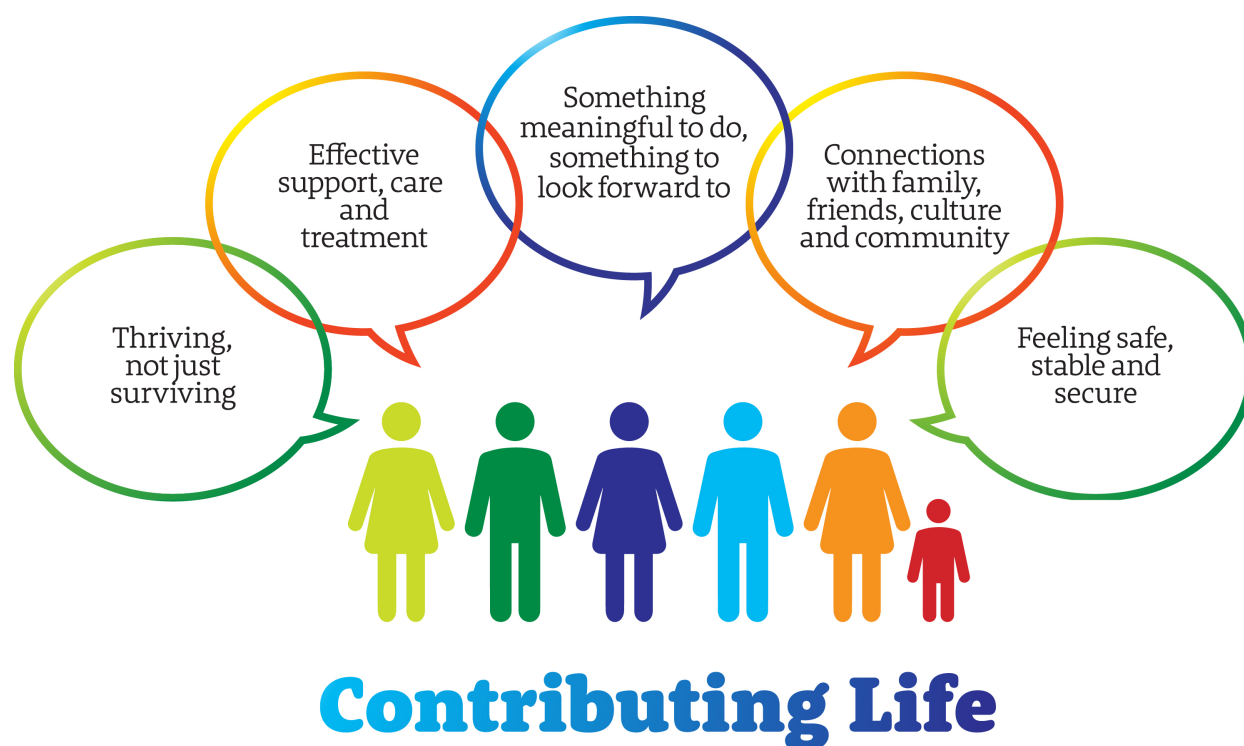 Thriving,
not just
surviving
Effective
support, care
and
treatment
Something
meaningful to do,
something to
look forward to
Connections
with family,
friends, culture
and community
Feeling safe,
stable and
secure
Contributing Life